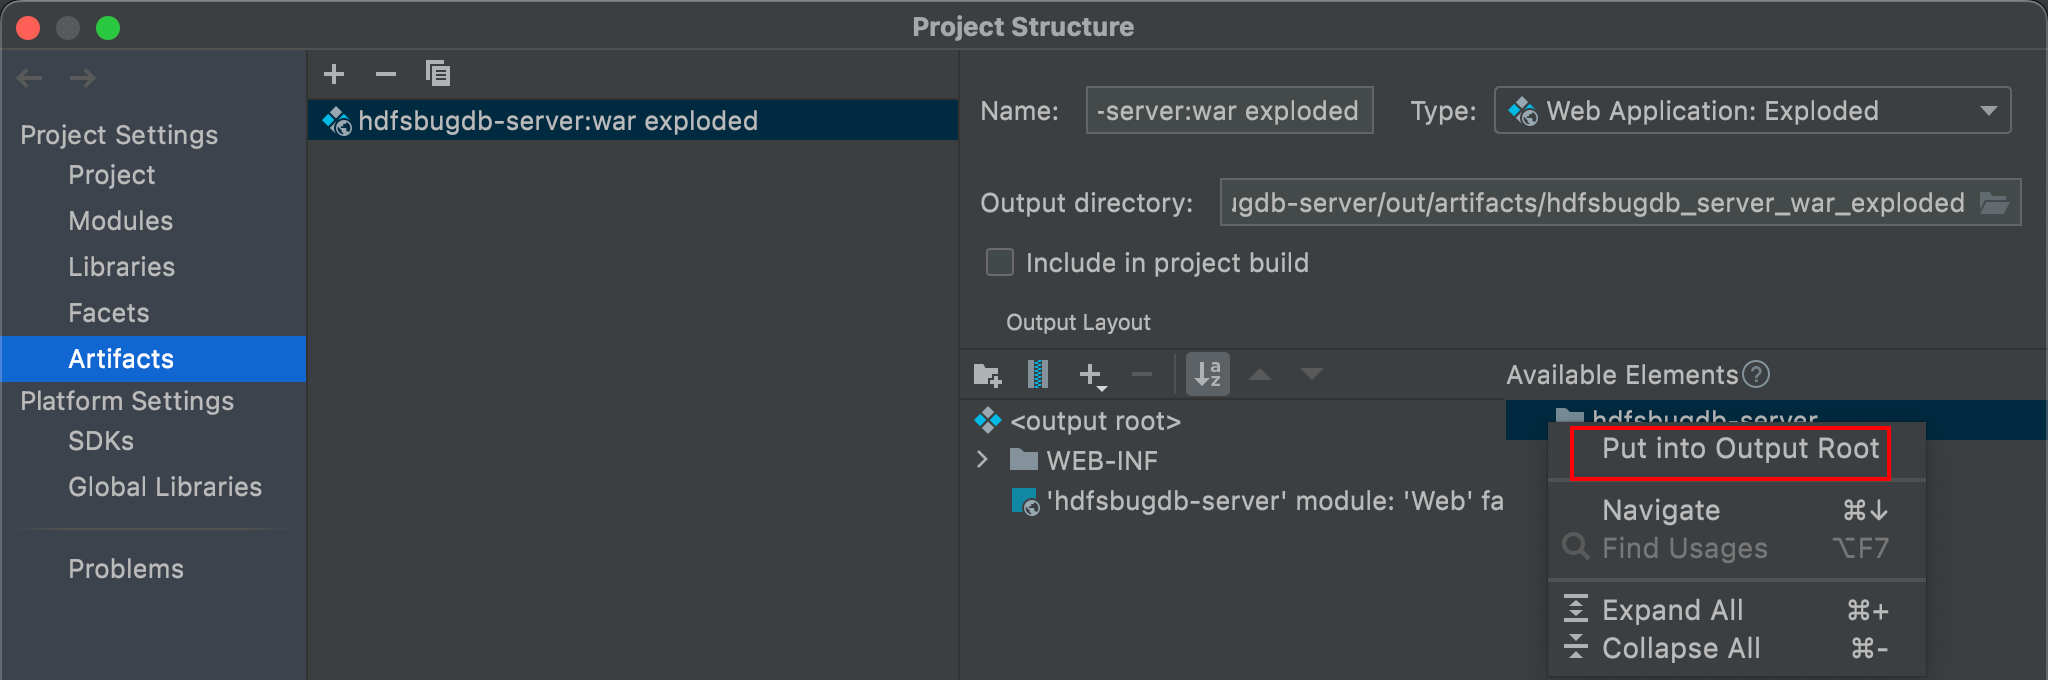 Project Structure
Project Settings
Project
Modules
Libraries
Facets
Artifacts
Platform Settings
SDKs
Global Libraries
Problems
hdfsbugdb-server:war exploded
Name: -server:war exploded Type: Web Application: Exploded
Output directory: ugdb-server/out/artifacts/hdfsbugdb_server_war_exploded
Include in project build
Output Layout
Available Elements ?
<output root>
WEB-INF
'hdfsbugdb-server' module: 'Web' fa
hdfsbugdb-server
Put into Output Root
Navigate ⌘↓
Find Usages ⌥F7
Expand All ⌘+
Collapse All ⌘-